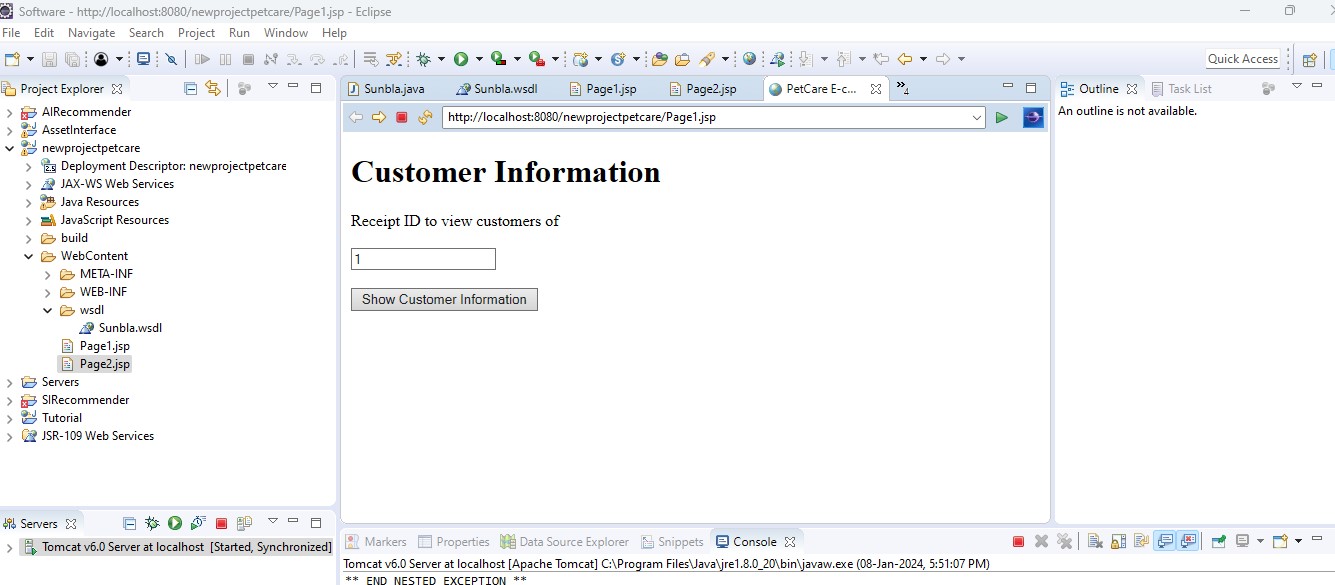 Software - http://localhost:8080/newprojectpetcare/Page1.jsp - Eclipse
File Edit Navigate Search Project Run Window Help
Quick Access
Project Explorer
AIRecommender
AssetInterface
newprojectpetcare
Deployment Descriptor: newprojectpetcare
JAX-WS Web Services
Java Resources
JavaScript Resources
build
WebContent
META-INF
WEB-INF
wsdl
Sunbla.wsdl
Page1.jsp
Page2.jsp
Servers
SIRecommender
Tutorial
JSR-109 Web Services
Sunbla.java Sunbla.wsdl Page1.jsp Page2.jsp PetCare E-c... »4
http://localhost:8080/newprojectpetcare/Page1.jsp
Customer Information
Receipt ID to view customers of
1
Show Customer Information
Outline Task List
An outline is not available.
Servers
Tomcat v6.0 Server at localhost [Started, Synchronized]
Markers Properties Data Source Explorer Snippets Console
Tomcat v6.0 Server at localhost [Apache Tomcat] C:\Program Files\Java\jre1.8.0_20\bin\javaw.exe (08-Jan-2024, 5:51:07 PM)
** END NESTED EXCEPTION **